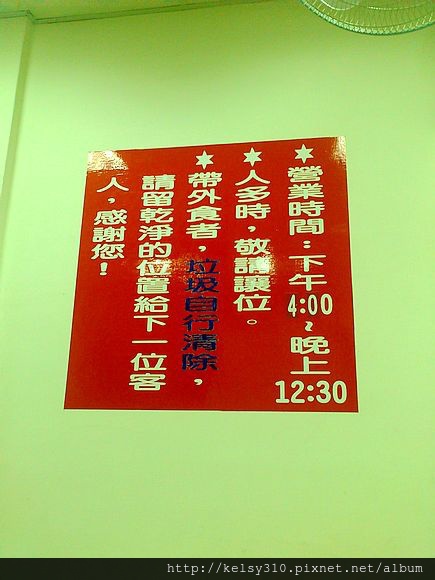 ✶營業時間：下午4:00~晚上12:30
✶人多時，敬請讓位。
✶帶外食者，垃圾自行清除，
請留乾淨的位置給下一位客
人，感謝您！
http://kelsy310.pixnet.net/album